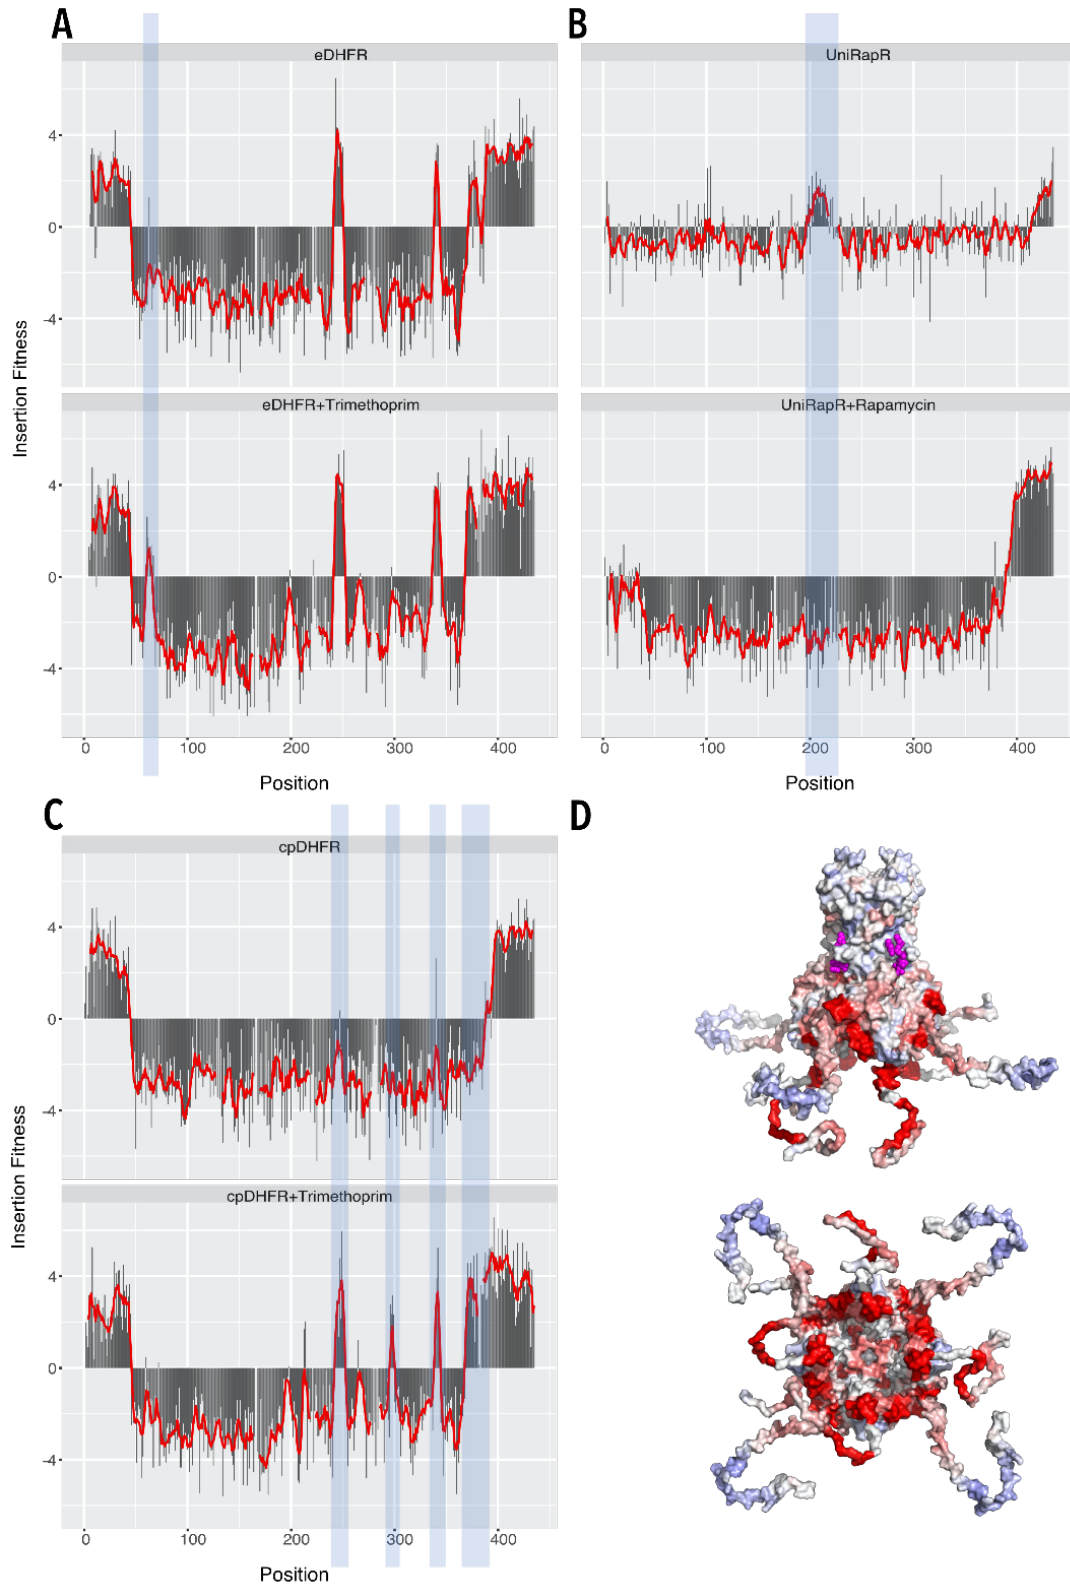 A
B
eDHFR
UniRapR
4
0
-4
Insertion Fitness
eDHFR+Trimethoprim
UniRapR+Rapamycin
4
0
-4
0 100 200 300 400
0 100 200 300 400
Position
Position
C
D
cpDHFR
4
0
-4
Insertion Fitness
cpDHFR+Trimethoprim
4
0
-4
0 100 200 300 400
Position